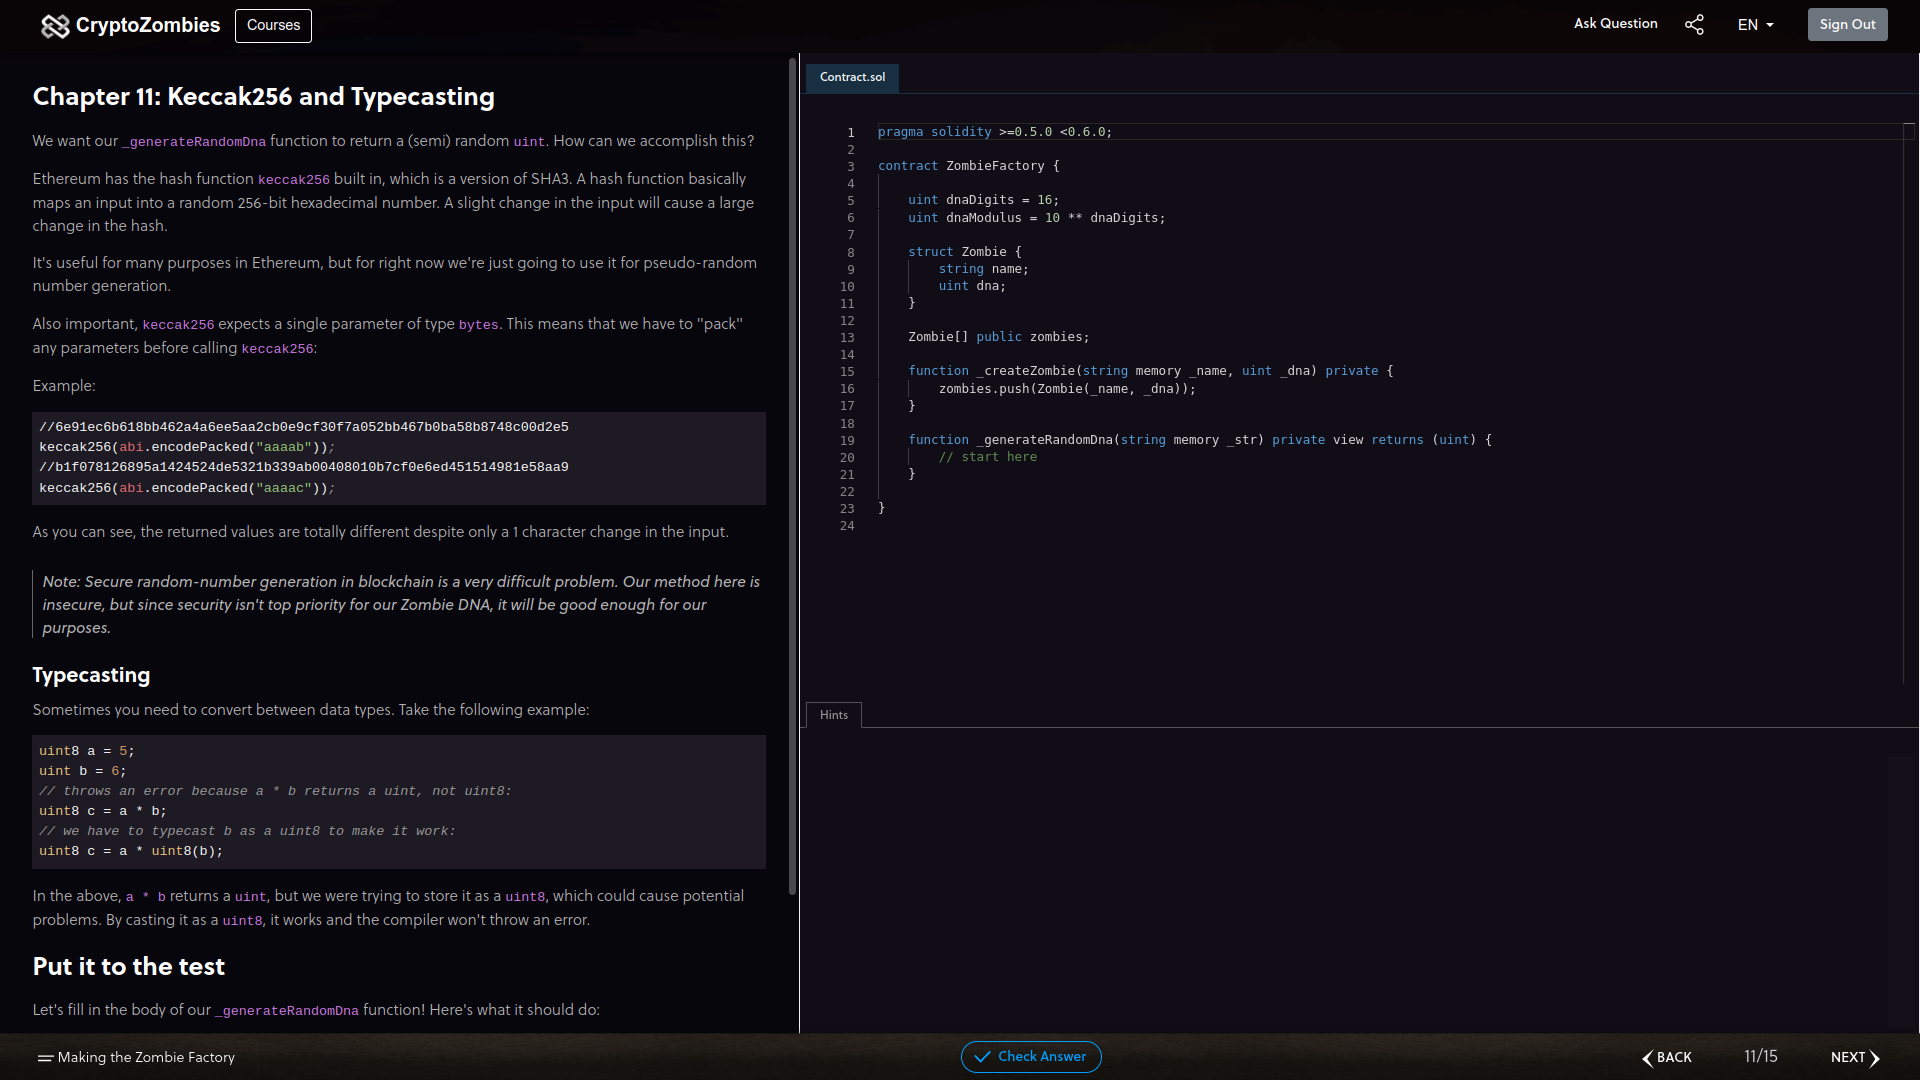 CryptoZombies
Courses
Ask Question
EN
Sign Out
Chapter 11: Keccak256 and Typecasting
We want our _generateRandomDna function to return a (semi) random uint. How can we accomplish this?
Ethereum has the hash function keccak256 built in, which is a version of SHA3. A hash function basically
maps an input into a random 256-bit hexadecimal number. A slight change in the input will cause a large
change in the hash.
It's useful for many purposes in Ethereum, but for right now we're just going to use it for pseudo-random
number generation.
Also important, keccak256 expects a single parameter of type bytes. This means that we have to "pack"
any parameters before calling keccak256:
Example:
//6e91ec6b618bb462a4a6ee5aa2cb0e9cf30f7a052bb467b0ba58b8748c00d2e5
keccak256(abi.encodePacked("aaaab"));
//b1f078126895a1424524de5321b339ab00408010b7cf0e6ed451514981e58aa9
keccak256(abi.encodePacked("aaaac"));
As you can see, the returned values are totally different despite only a 1 character change in the input.
Note: Secure random-number generation in blockchain is a very difficult problem. Our method here is
insecure, but since security isn't top priority for our Zombie DNA, it will be good enough for our
purposes.
Typecasting
Sometimes you need to convert between data types. Take the following example:
uint8 a = 5;
uint b = 6;
// throws an error because a * b returns a uint, not uint8:
uint8 c = a * b;
// we have to typecast b as a uint8 to make it work:
uint8 c = a * uint8(b);
In the above, a * b returns a uint, but we were trying to store it as a uint8, which could cause potential
problems. By casting it as a uint8, it works and the compiler won't throw an error.
Put it to the test
Let's fill in the body of our _generateRandomDna function! Here's what it should do:
Contract.sol
1 pragma solidity >=0.5.0 <0.6.0;
2
3 contract ZombieFactory {
4
5 uint dnaDigits = 16;
6 uint dnaModulus = 10 ** dnaDigits;
7
8 struct Zombie {
9 string name;
10 uint dna;
11 }
12
13 Zombie[] public zombies;
14
15 function _createZombie(string memory _name, uint _dna) private {
16 zombies.push(Zombie(_name, _dna));
17 }
18
19 function _generateRandomDna(string memory _str) private view returns (uint) {
20 // start here
21 }
22
23 }
24
Hints
Making the Zombie Factory
Check Answer
BACK
11/15
NEXT